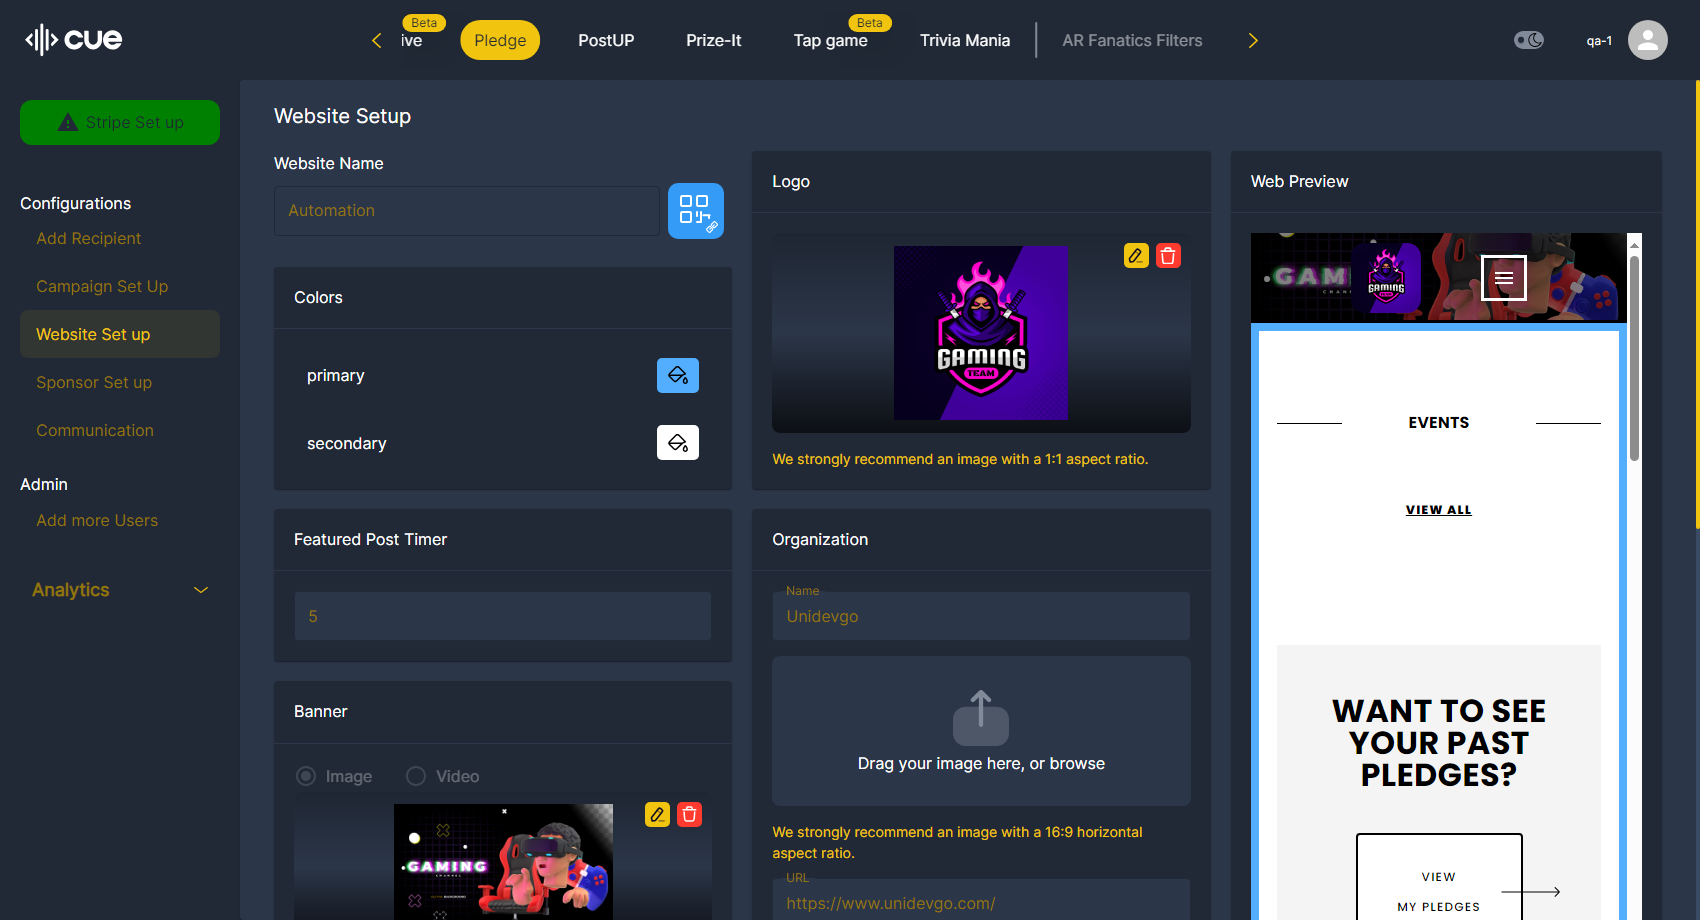 cue
Beta
ive
Pledge
PostUP
Prize-It
Beta
Tap game
Trivia Mania
AR Fanatics Filters
qa-1
Stripe Set up
Configurations
Add Recipient
Campaign Set Up
Website Set up
Sponsor Set up
Communication
Admin
Add more Users
Analytics
Website Setup
Website Name
Automation
Colors
primary
secondary
Featured Post Timer
5
Banner
Image
Video
GAMING
CHANNEL
Logo
GAMING
TEAM
We strongly recommend an image with a 1:1 aspect ratio.
Organization
Name
Unidevgo
Drag your image here, or browse
We strongly recommend an image with a 16:9 horizontal
aspect ratio.
URL
https://www.unidevgo.com/
Web Preview
GAMI
CHAN
GAMING
TEAM
EVENTS
VIEW ALL
WANT TO SEE
YOUR PAST
PLEDGES?
VIEW
MY PLEDGES